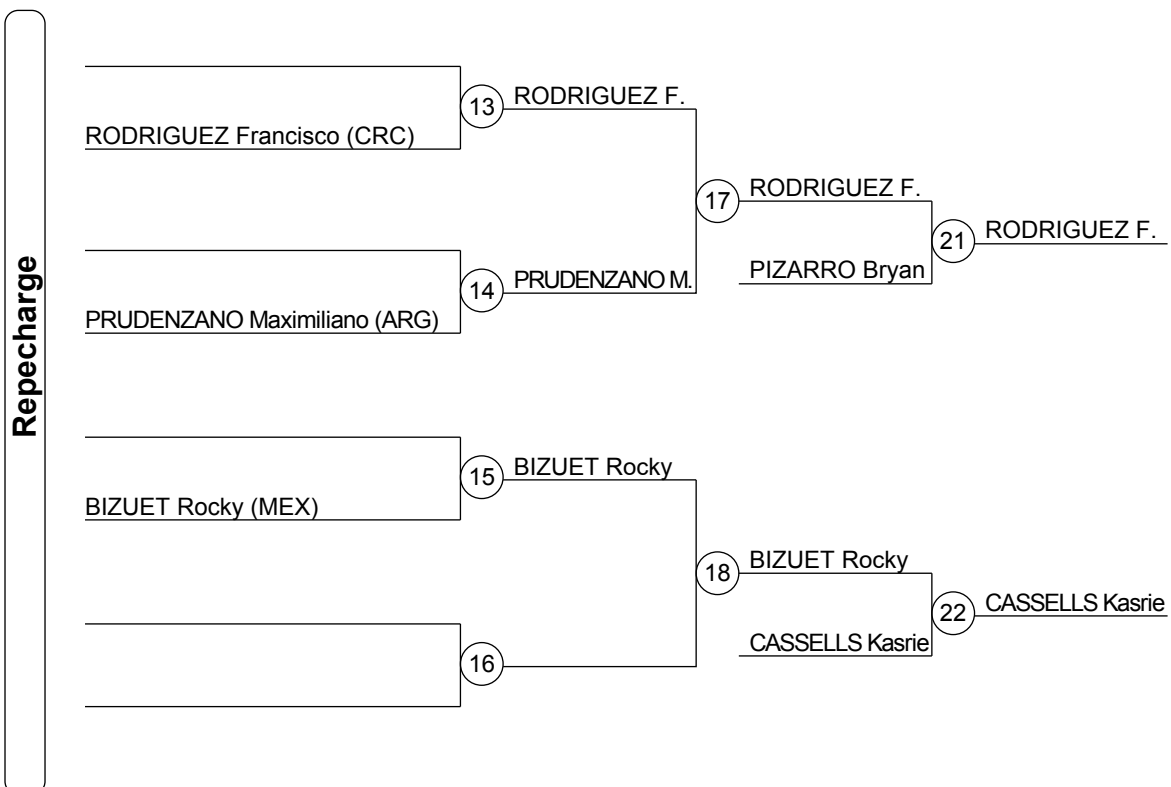 Repecharge
RODRIGUEZ Francisco (CRC)
13
RODRIGUEZ F.
PRUDENZANO Maximiliano (ARG)
14
PRUDENZANO M.
17
RODRIGUEZ F.
PIZARRO Bryan
21
RODRIGUEZ F.
BIZUET Rocky (MEX)
15
BIZUET Rocky
16
18
BIZUET Rocky
CASSELLS Kasrie
22
CASSELLS Kasrie